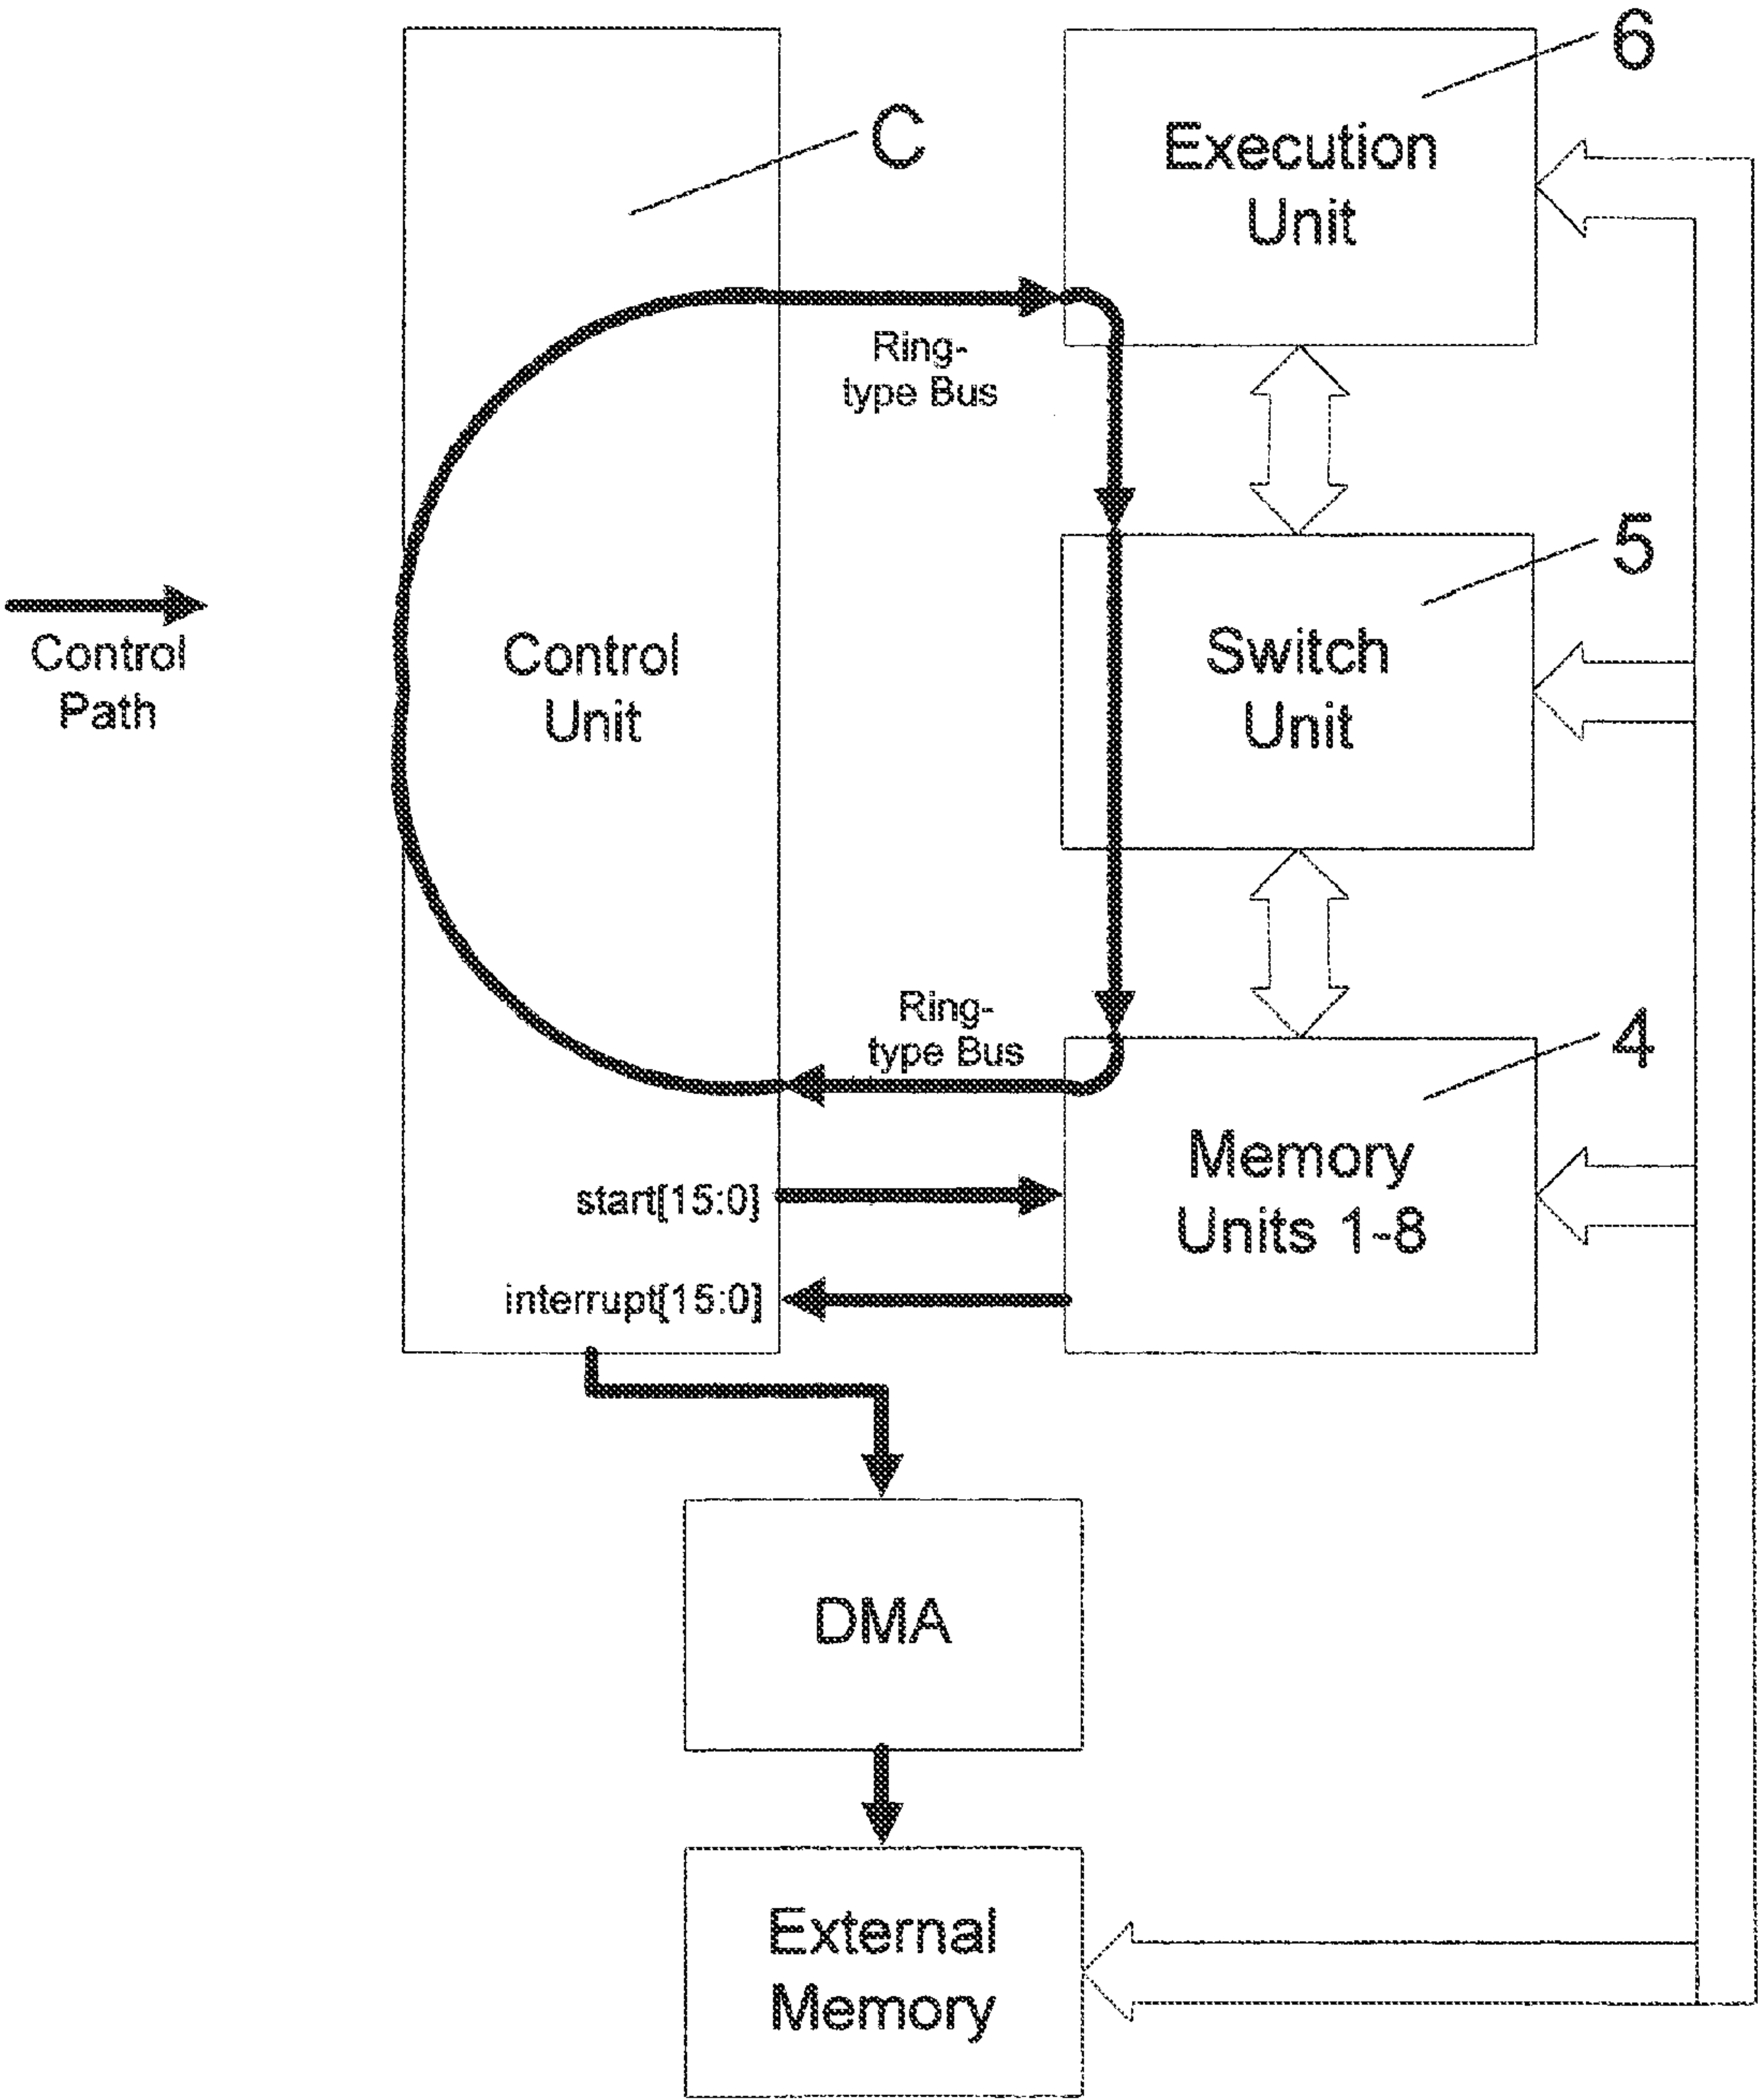 6
C
Execution
Unit
Ring-
type Bus
5
Control
Path
Control
Unit
Switch
Unit
Ring-
type Bus
4
Memory
Units 1-8
start[15:0]
interrupt[15:0]
DMA
External
Memory